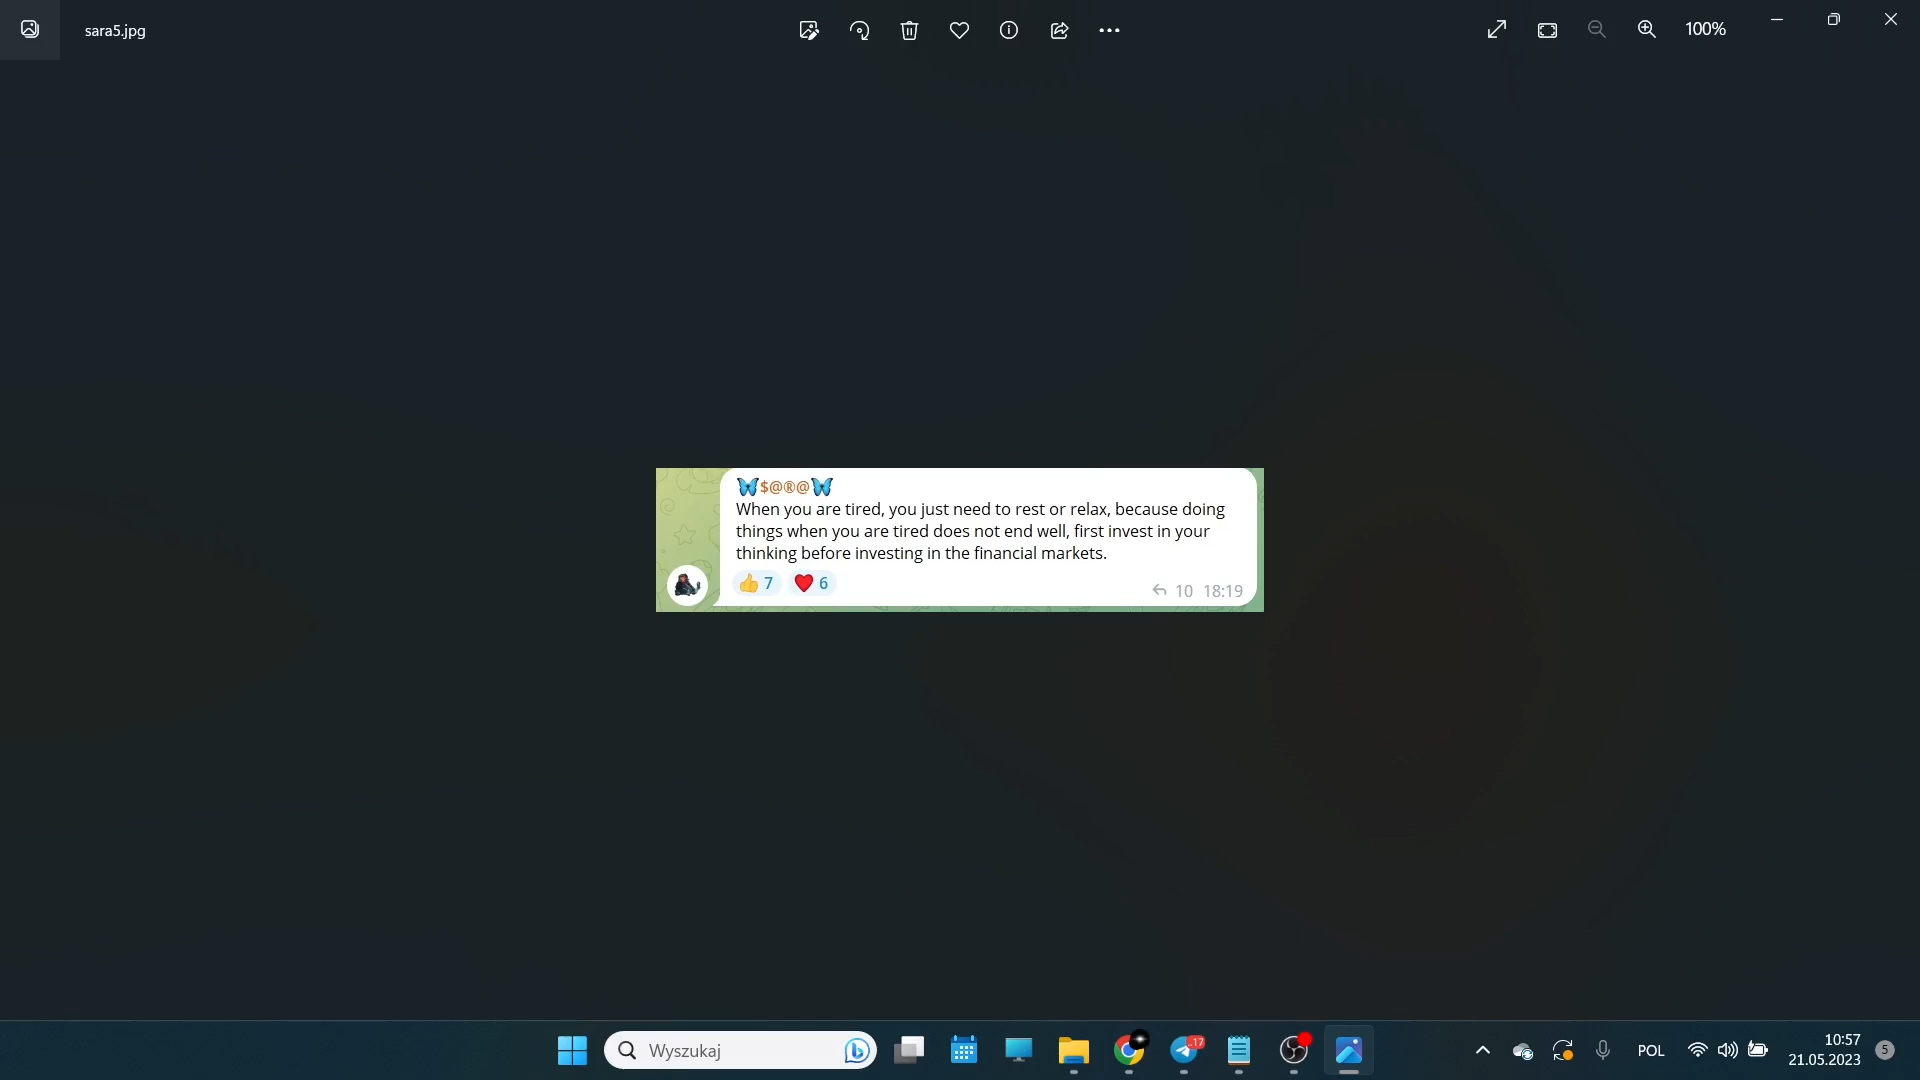 sara5.jpg
100%
🦋$@®@🦋
When you are tired, you just need to rest or relax, because doing
things when you are tired does not end well, first invest in your
thinking before investing in the financial markets.
👍 7 ❤️ 6
10 18:19
Wyszukaj
..17
POL
10:57
21.05.2023
5